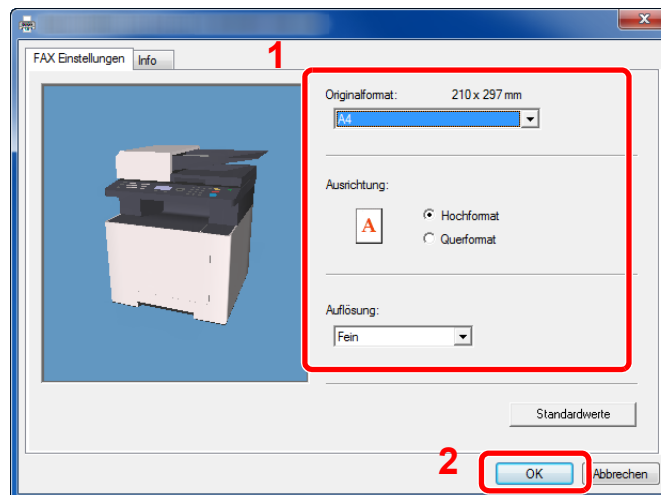 FAX Einstellungen Info
1
Originalformat: 210 x 297 mm
A4
Ausrichtung:
A
Hochformat
Querformat
Auflösung:
Fein
Standardwerte
2
OK Abbrechen